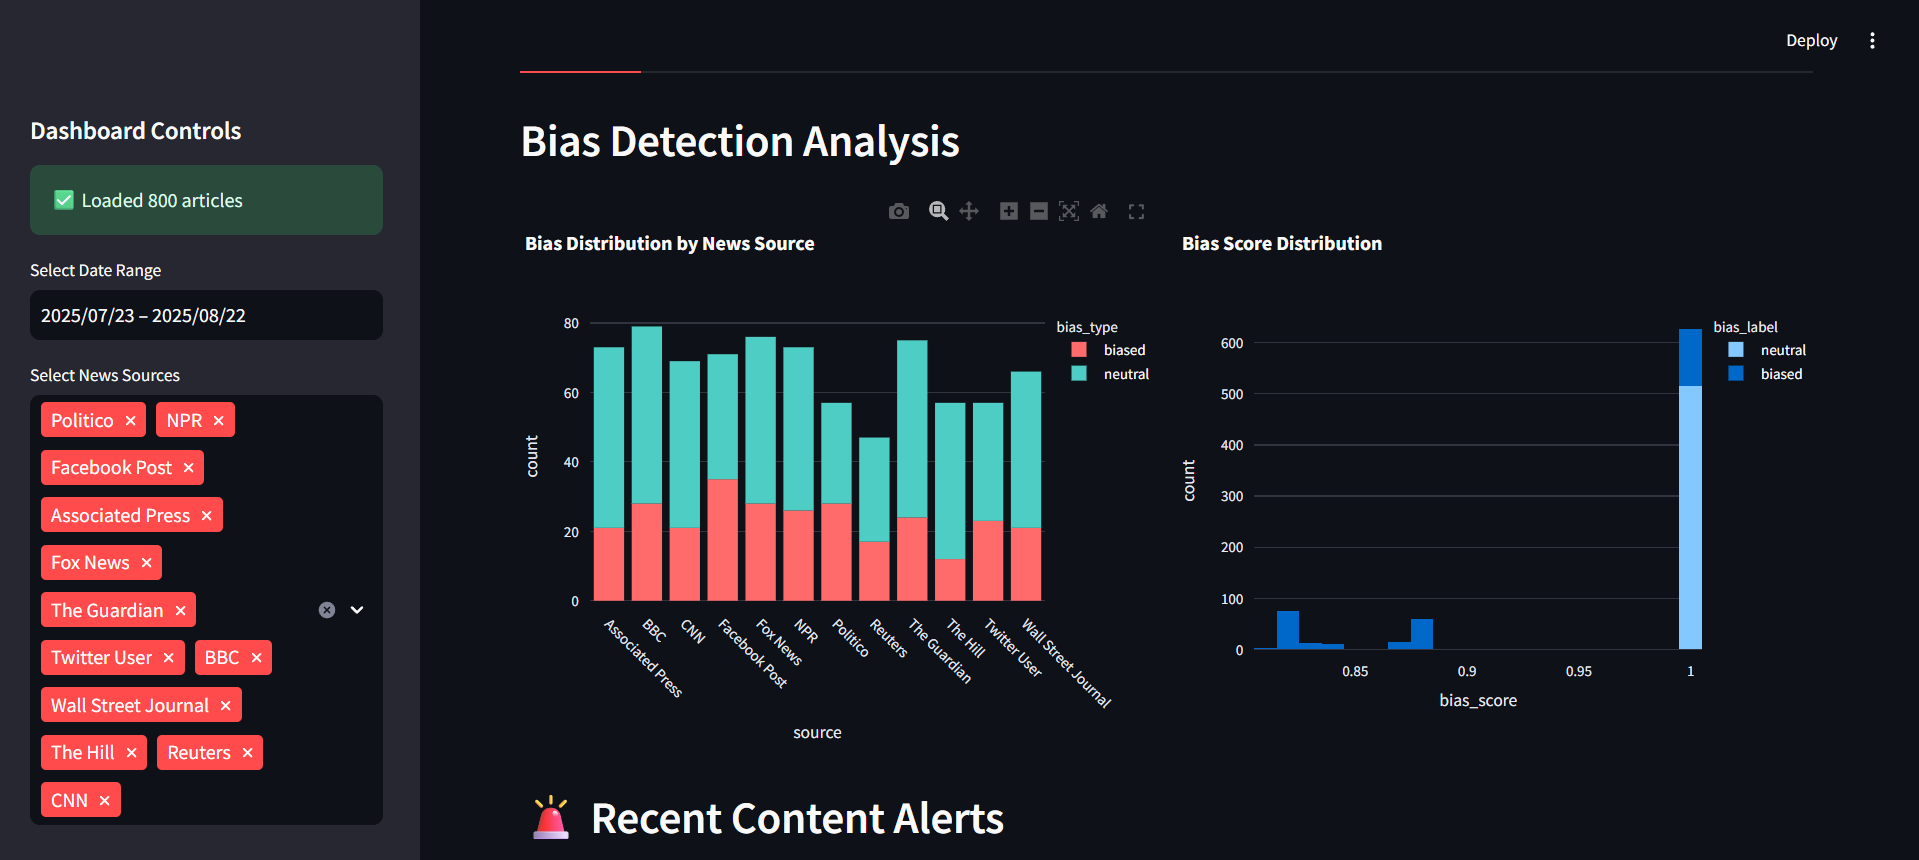 Deploy
Dashboard Controls
Loaded 800 articles
Select Date Range
2025/07/23 – 2025/08/22
Select News Sources
Politico NPR
Facebook Post
Associated Press
Fox News
The Guardian
Twitter User BBC
Wall Street Journal
The Hill Reuters
CNN
Bias Detection Analysis
Bias Distribution by News Source
80
60
40
20
0
count
Associated Press
BBC
CNN
Facebook Post
Fox News
NPR
Politico
Reuters
The Guardian
The Hill
Twitter User
Wall Street Journal
source
bias_type
biased
neutral
Bias Score Distribution
600
500
400
300
200
100
0
count
0.85 0.9 0.95 1
bias_score
bias_label
neutral
biased
Recent Content Alerts